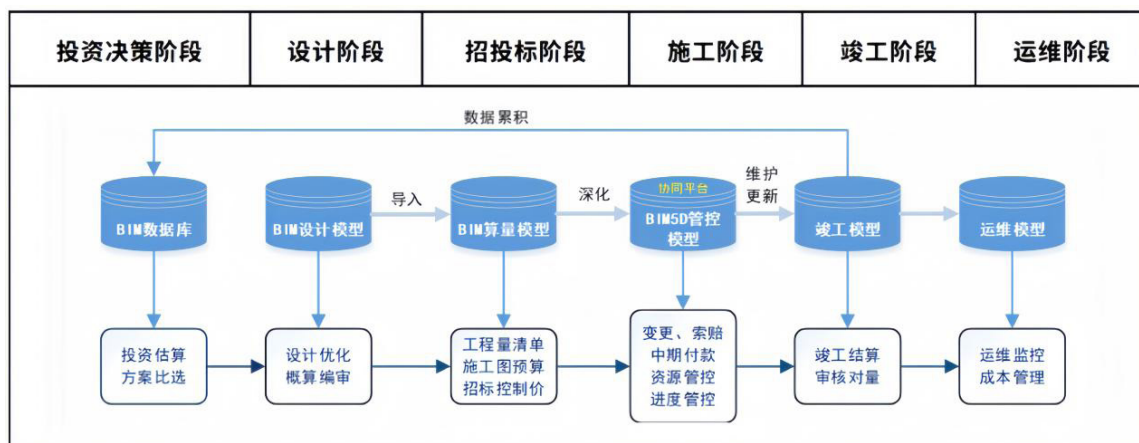 投资决策阶段
设计阶段
招投标阶段
施工阶段
竣工阶段
运维阶段
数据累积
BIM数据库
BIM设计模型
导入
BIM算量模型
深化
协同平台
BIM5D管控
模型
维护
更新
竣工模型
运维模型
投资估算
方案比选
设计优化
概算编审
工程量清单
施工图预算
招标控制价
变更、索赔
中期付款
资源管控
进度管控
竣工结算
审核对量
运维监控
成本管理